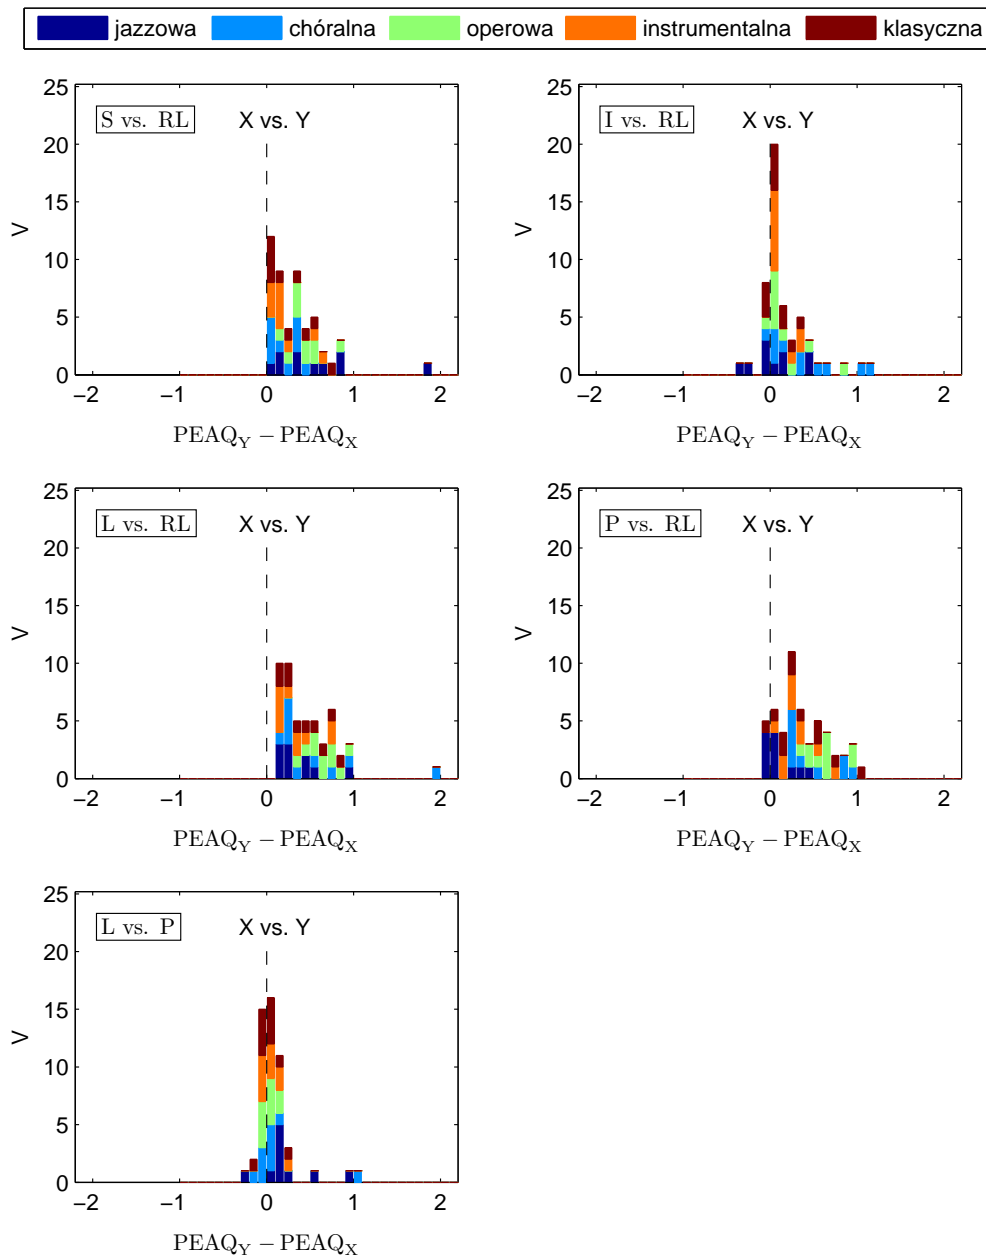 jazzowa chóralna operowa instrumentalna klasyczna
25
20
15
10
5
0
V
S vs. RL
X vs. Y
−2 −1 0 1 2
PEAQY − PEAQX
25
20
15
10
5
0
V
I vs. RL
X vs. Y
−2 −1 0 1 2
PEAQY − PEAQX
25
20
15
10
5
0
V
L vs. RL
X vs. Y
−2 −1 0 1 2
PEAQY − PEAQX
25
20
15
10
5
0
V
P vs. RL
X vs. Y
−2 −1 0 1 2
PEAQY − PEAQX
25
20
15
10
5
0
V
L vs. P
X vs. Y
−2 −1 0 1 2
PEAQY − PEAQX